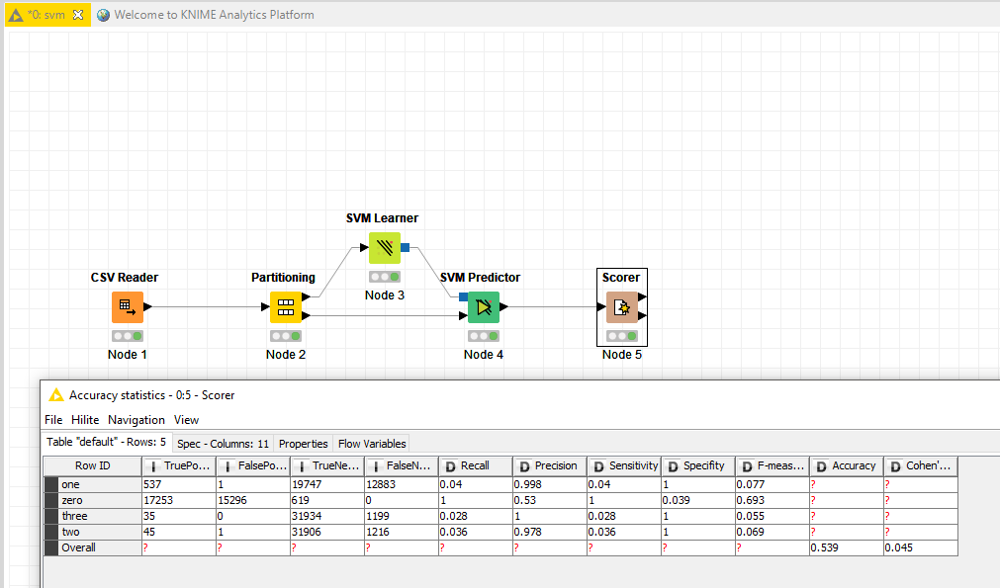 *0: svm Welcome to KNIME Analytics Platform
SVM Learner
CSV Reader Partitioning SVM Predictor Scorer
Node 3
Node 1 Node 2 Node 4 Node 5
Accuracy statistics - 0:5 - Scorer
File Hilite Navigation View
Table "default" - Rows: 5 Spec - Columns: 11 Properties Flow Variables
Row ID I TruePo... I FalsePo... I TrueNe... I FalseN... D Recall D Precision D Sensitivity D Specifity D F-meas... D Accuracy D Cohen'...
one 537 1 19747 12883 0.04 0.998 0.04 1 0.077 ? ?
zero 17253 15296 619 0 1 0.53 1 0.039 0.693 ? ?
three 35 0 31934 1199 0.028 1 0.028 1 0.055 ? ?
two 45 1 31906 1216 0.036 0.978 0.036 1 0.069 ? ?
Overall ? ? ? ? ? ? ? ? ? 0.539 0.045